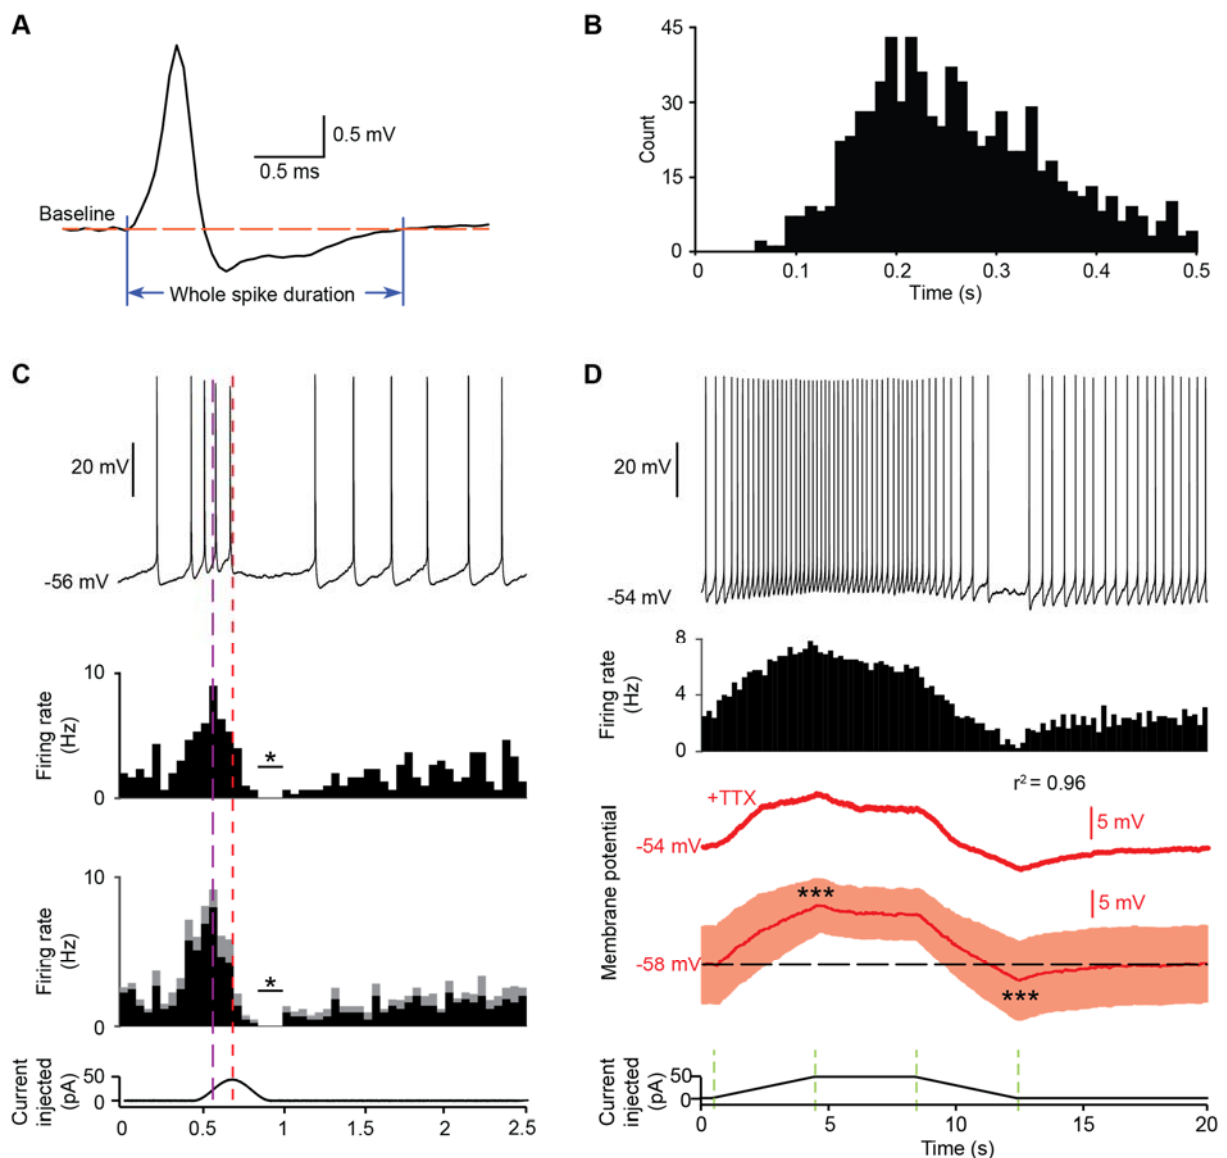 A
Baseline
0.5 mV
0.5 ms
Whole spike duration
B
45
30
15
0
Count
0
0.1
0.2
0.3
0.4
0.5
Time (s)
C
20 mV
-56 mV
10
0
Firing rate
(Hz)
*
10
0
Firing rate
(Hz)
*
50
0
Current
injected
(pA)
0
0.5
1
1.5
2
2.5
D
20 mV
-54 mV
8
4
0
Firing rate
(Hz)
r² = 0.96
+TTX
5 mV
-54 mV
Membrane potential
***
5 mV
-58 mV
***
50
0
Current
injected
(pA)
0
5
10
15
20
Time (s)